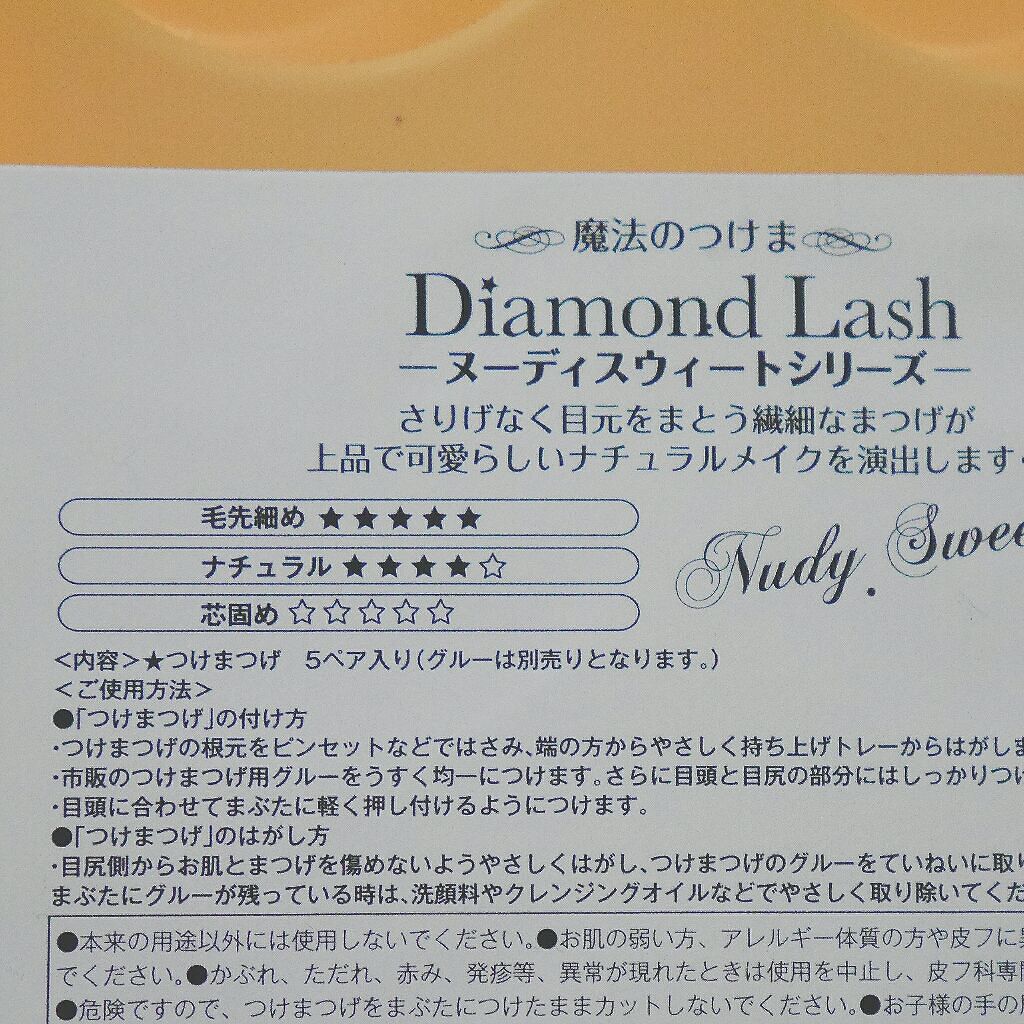 魔法のつけま
Diamond Lash
―ヌーディスウィートシリーズ―
さりげなく目元をまとう繊細なまつげが
上品で可愛らしいナチュラルメイクを演出します
毛先細め ★★★★★
ナチュラル ★★★★☆
芯固め ☆☆☆☆☆
Nudy. Swee
＜内容＞★つけまつげ 5ペア入り(グルーは別売りとなります。)
＜ご使用方法＞
●「つけまつげ」の付け方
・つけまつげの根元をピンセットなどではさみ、端の方からやさしく持ち上げトレーからはがしま
・市販のつけまつげ用グルーをうすく均一につけます。さらに目頭と目尻の部分にはしっかりつけ
・目頭に合わせてまぶたに軽く押し付けるようにつけます。
●「つけまつげ」のはがし方
・目尻側からお肌とまつげを傷めないようやさしくはがし、つけまつげのグルーをていねいに取り
まぶたにグルーが残っている時は、洗顔料やクレンジングオイルなどでやさしく取り除いてくだ
●本来の用途以外には使用しないでください。●お肌の弱い方、アレルギー体質の方や皮フに異
でください。●かぶれ、ただれ、赤み、発疹等、異常が現れたときは使用を中止し、皮フ科専門
●危険ですので、つけまつげをまぶたにつけたままカットしないでください。●お子様の手の届